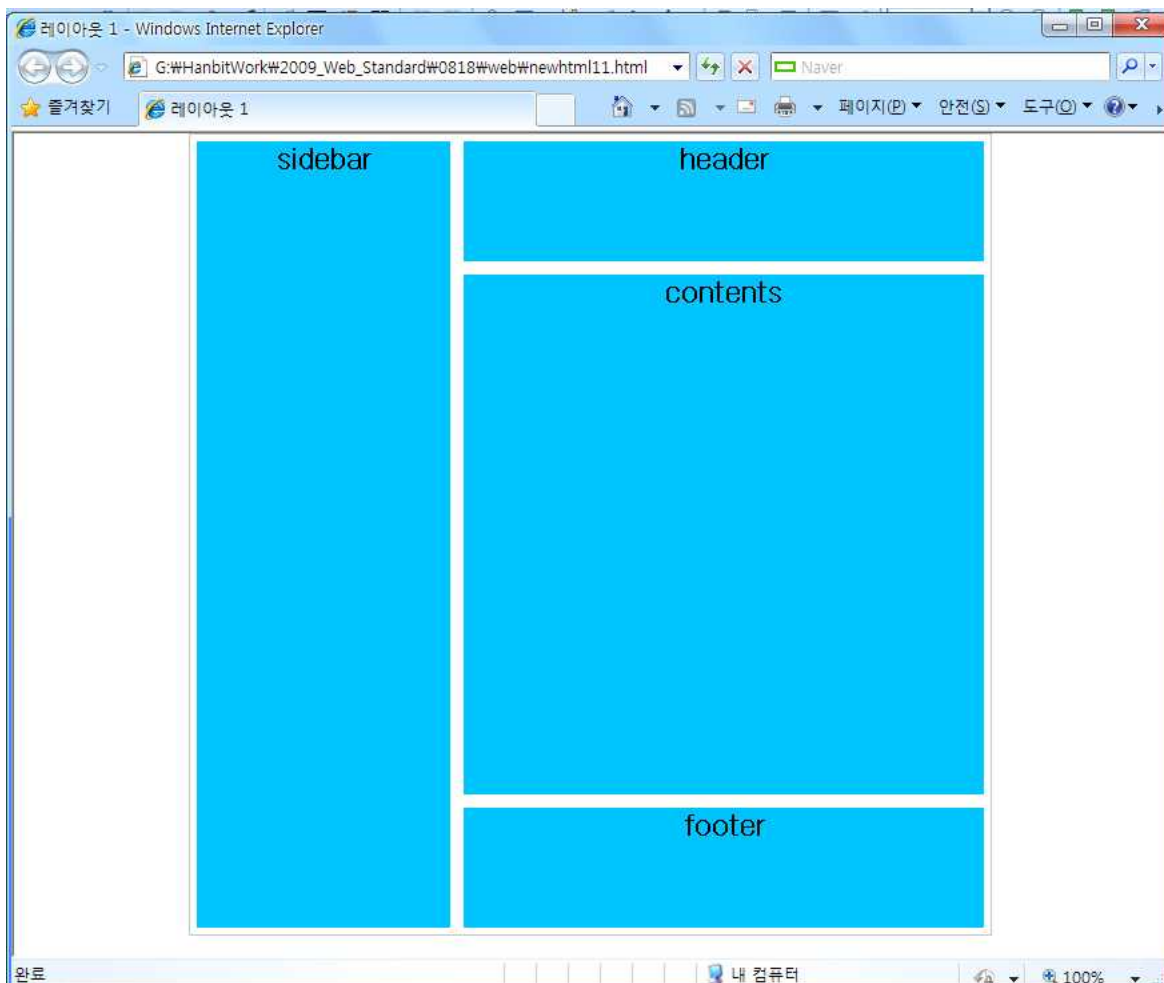 레이아웃 1 - Windows Internet Explorer
G:₩HanbitWork₩2009_Web_Standard₩0818₩web₩newhtml11.html
Naver
즐겨찾기
레이아웃 1
페이지(P)
안전(S)
도구(O)
sidebar
header
contents
footer
완료
내 컴퓨터
100%